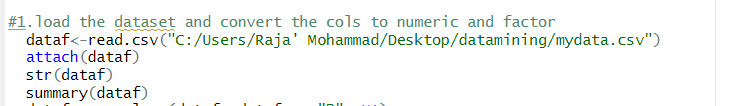 #1.load the dataset and convert the cols to numeric and factor
dataf<-read.csv("C:/Users/Raja' Mohammad/Desktop/datamining/mydata.csv")
attach(dataf)
str(dataf)
summary(dataf)